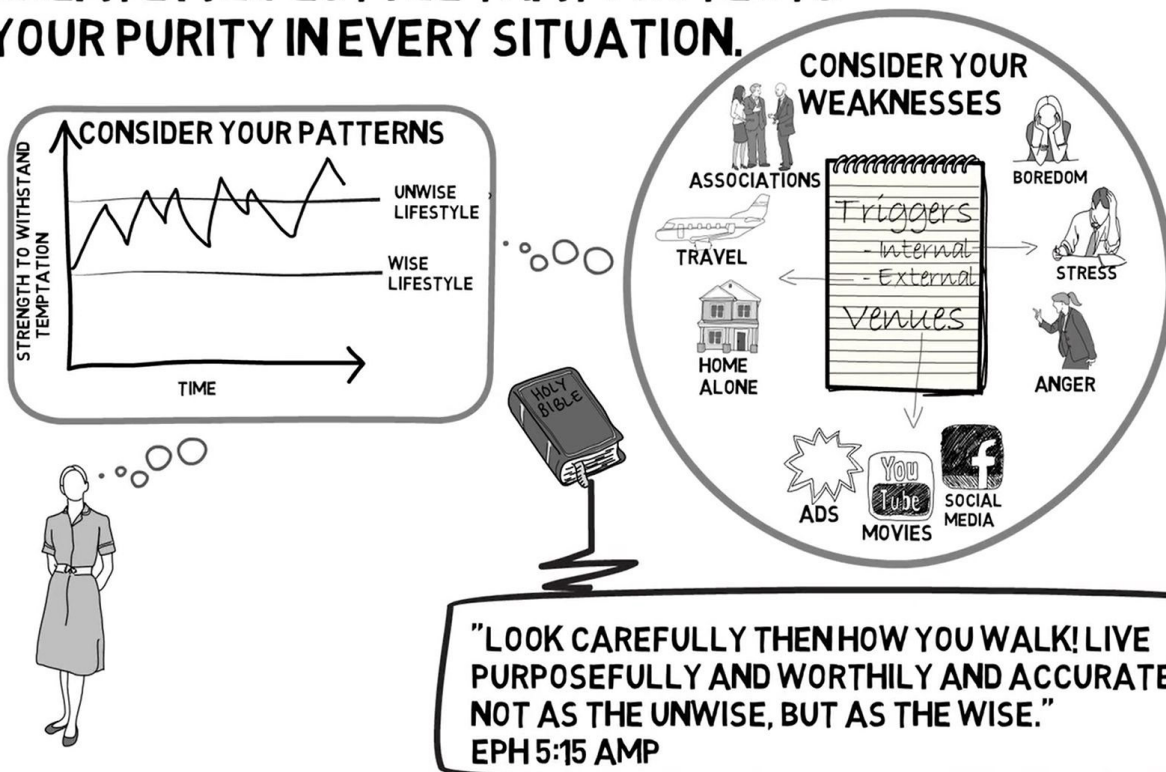 YOUR PURITY IN EVERY SITUATION.
CONSIDER YOUR PATTERNS
STRENGTH TO WITHSTAND
TEMPTATION
UNWISE
LIFESTYLE
WISE
LIFESTYLE
TIME
CONSIDER YOUR
WEAKNESSES
ASSOCIATIONS
BOREDOM
TRAVEL
STRESS
HOME
ALONE
ANGER
Triggers
- Internal
- External
Venues
ADS
You
Tube
MOVIES
f
SOCIAL
MEDIA
HOLY
BIBLE
"LOOK CAREFULLY THEN HOW YOU WALK! LIVE
PURPOSEFULLY AND WORTHILY AND ACCURATE
NOT AS THE UNWISE, BUT AS THE WISE."
EPH 5:15 AMP